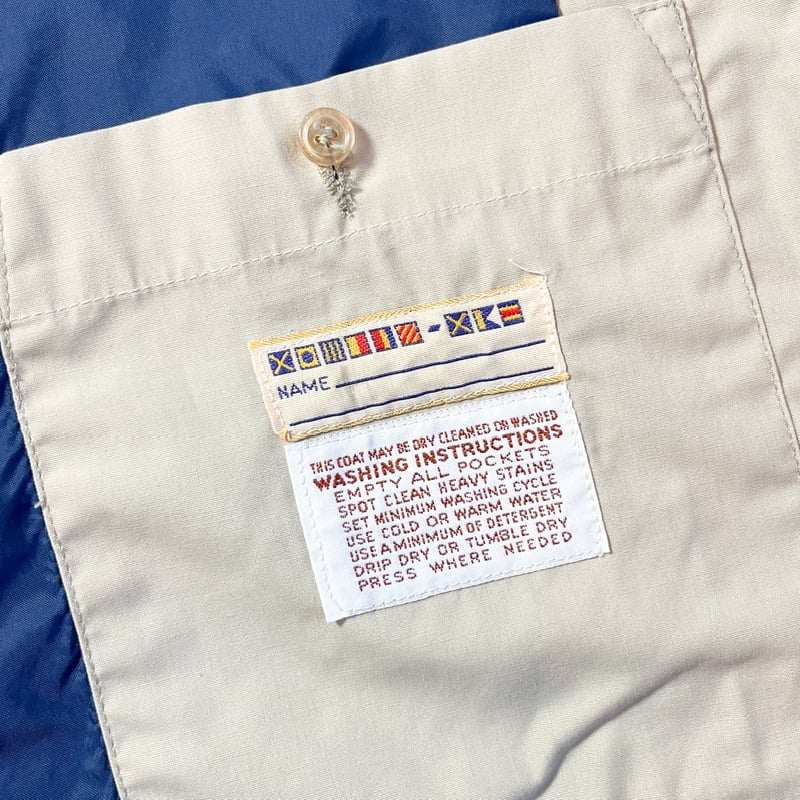 NAME
THIS COAT MAY BE DRY CLEANED OR WASHED
WASHING INSTRUCTIONS
EMPTY ALL POCKETS
SPOT CLEAN HEAVY STAINS
SET MINIMUM WASHING CYCLE
USE COLD OR WARM WATER
USE A MINIMUM OF DETERGENT
DRIP DRY OR TUMBLE DRY
PRESS WHERE NEEDED